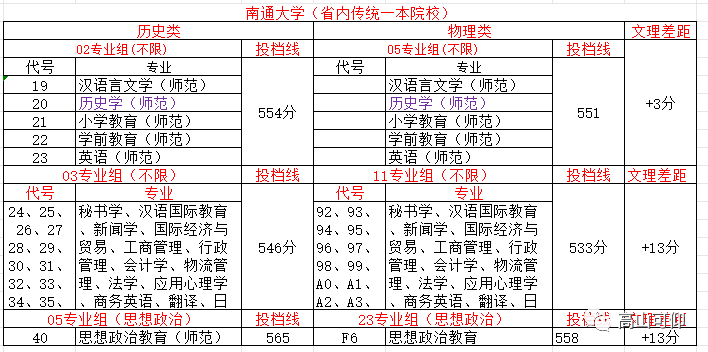 南通大学（省内传统一本院校）
历史类 物理类 文理差距
02专业组(不限) 投档线 05专业组(不限) 投档线
代号 专业 代号 专业
19 汉语言文学（师范） 汉语言文学（师范）
20 历史学（师范） 历史学（师范）
21 小学教育（师范） 554分 小学教育（师范） 551 +3分
22 学前教育（师范） 学前教育（师范）
23 英语（师范） 英语（师范）
03专业组（不限） 投档线 11专业组（不限） 投档线 文理差距
代号 专业 代号 专业
24、25、 秘书学、汉语国际教育 92、93、 秘书学、汉语国际教育
26、27 、新闻学、国际经济与 94、95、 、新闻学、国际经济与
28、29、 贸易、工商管理、行政 546分 96、97、 贸易、工商管理、行政 533分 +13分
30、31、 管理、会计学、物流管 98、99、 管理、会计学、物流管
32、33、 理、法学、应用心理学 A0、A1、 理、法学、应用心理学
34、35、 、商务英语、翻译、日 A2、A3、 、商务英语、翻译、日
05专业组（思想政治） 投档线 23专业组（思想政治） 投档线
40 思想政治教育（师范） 565 F6 思想政治教育 558 +13分